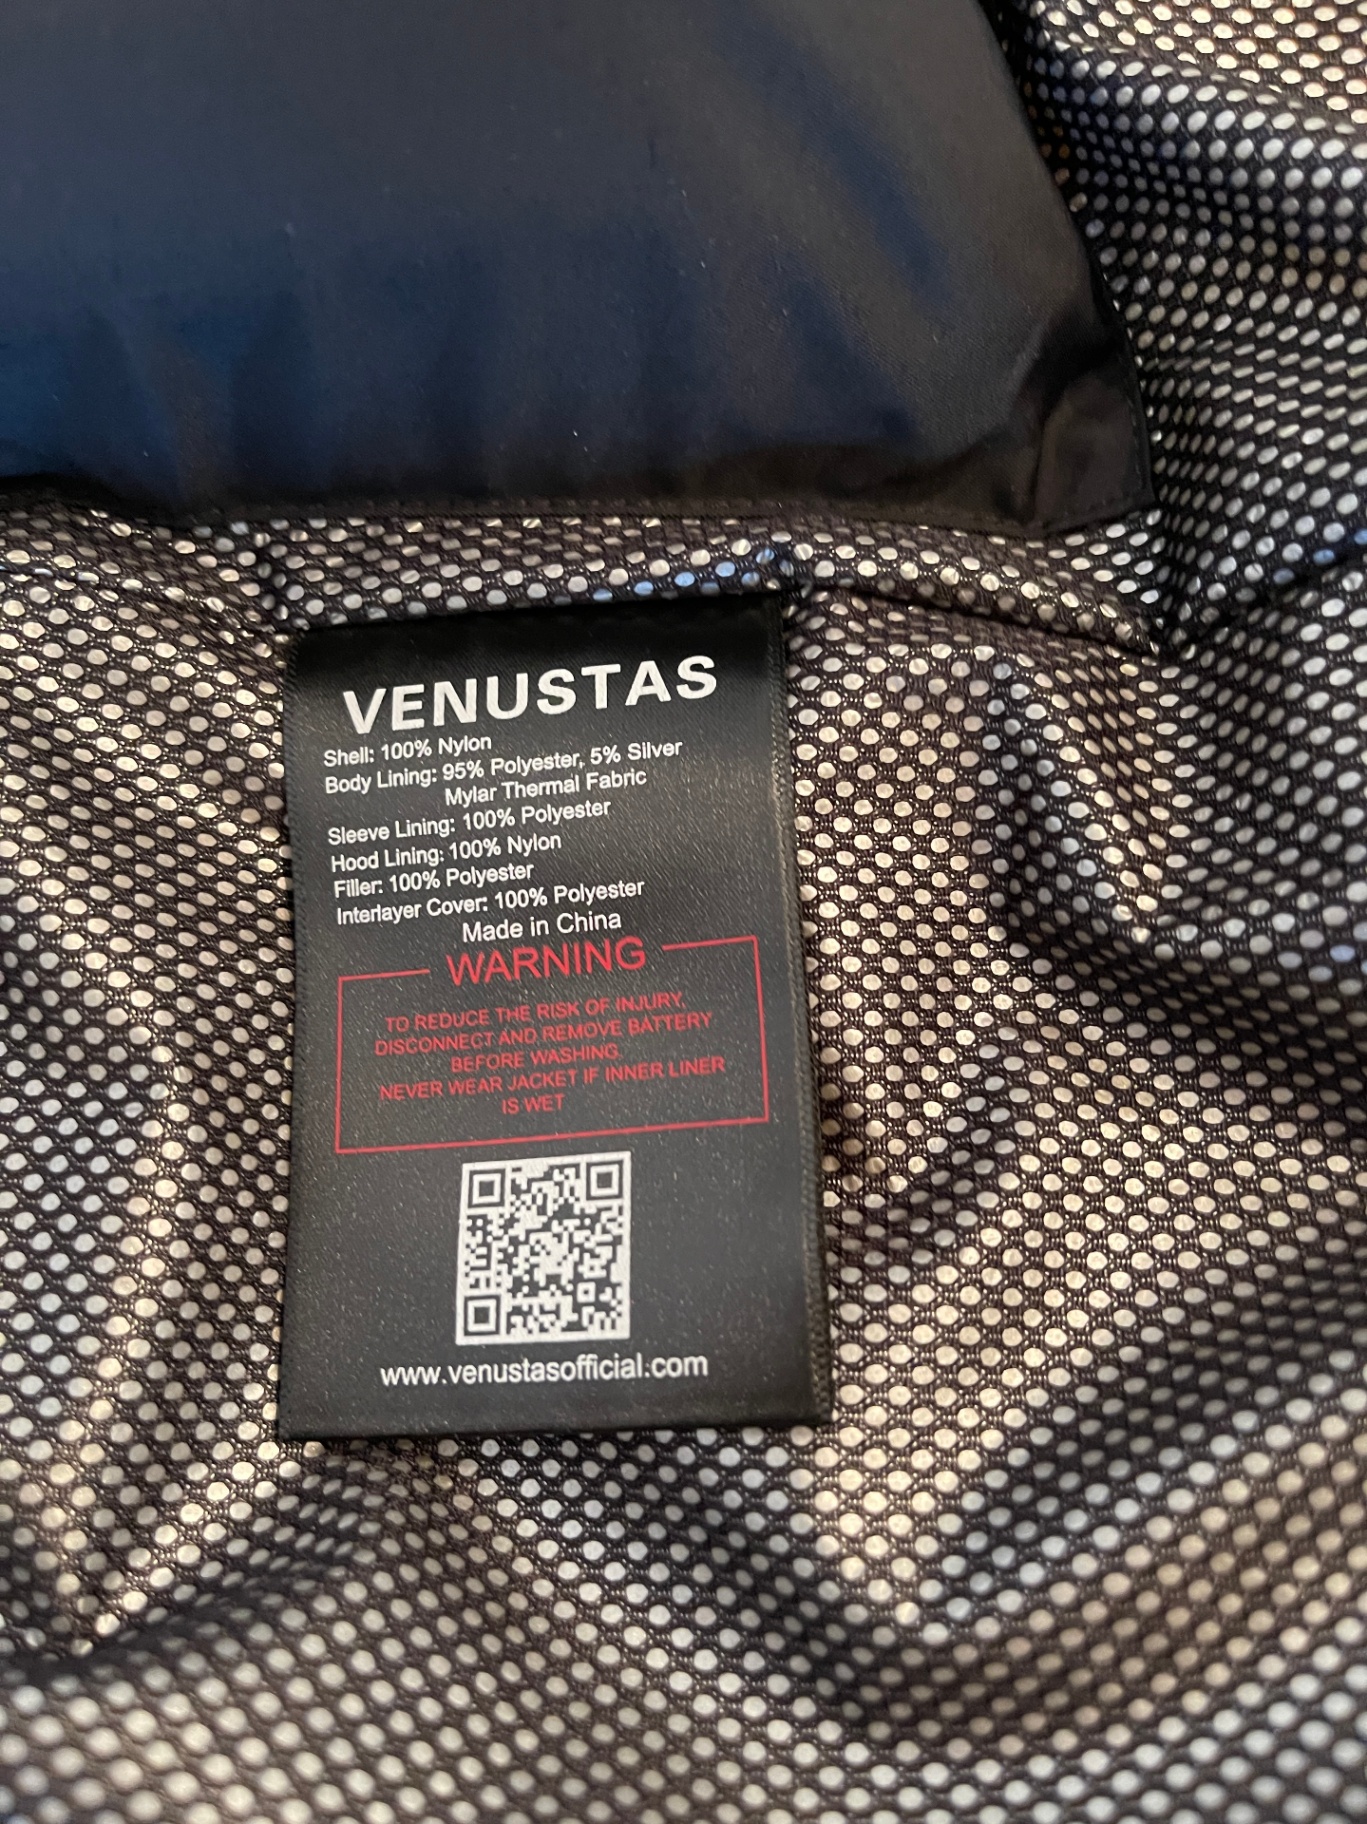 VENUSTAS
Shell: 100% Nylon
Body Lining: 95% Polyester, 5% Silver
Mylar Thermal Fabric
Sleeve Lining: 100% Polyester
Hood Lining: 100% Nylon
Filler: 100% Polyester
Interlayer Cover: 100% Polyester
Made in China
WARNING
TO REDUCE THE RISK OF INJURY,
DISCONNECT AND REMOVE BATTERY
BEFORE WASHING.
NEVER WEAR JACKET IF INNER LINER
IS WET
www.venustasofficial.com